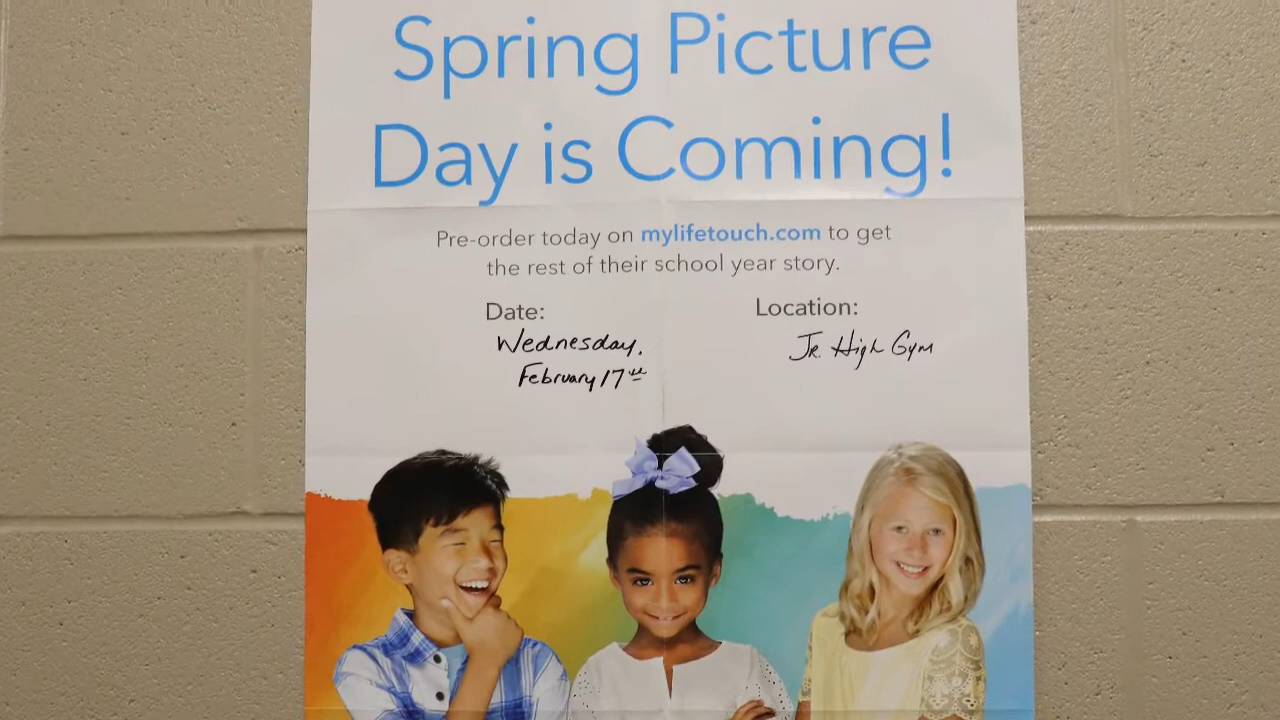 Spring Picture
Day is Coming!
Pre-order today on mylifetouch.com to get
the rest of their school year story.
Date:
Wednesday,
February 17th
Location:
Jr. High Gym